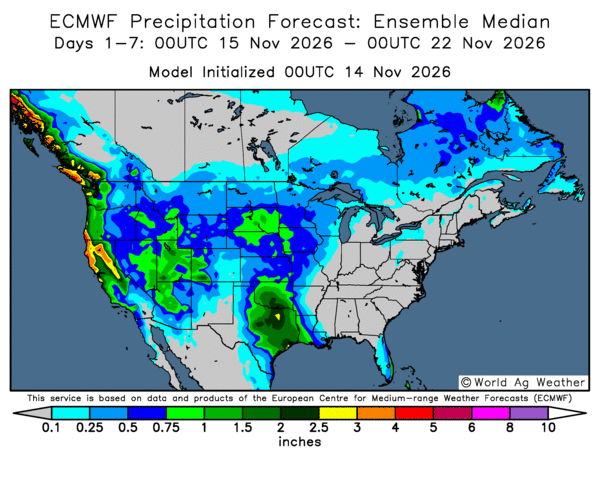 ECMWF Precipitation Forecast: Ensemble Median
Days 1-7: 00UTC 15 Nov 2026 - 00UTC 22 Nov 2026
Model Initialized 00UTC 14 Nov 2026
© World Ag Weather
This service is based on data and products of the European Centre for Medium-range Weather Forecasts (ECMWF)
0.1 0.25 0.5 0.75 1 1.5 2 2.5 3 4 5 6 8 10
inches